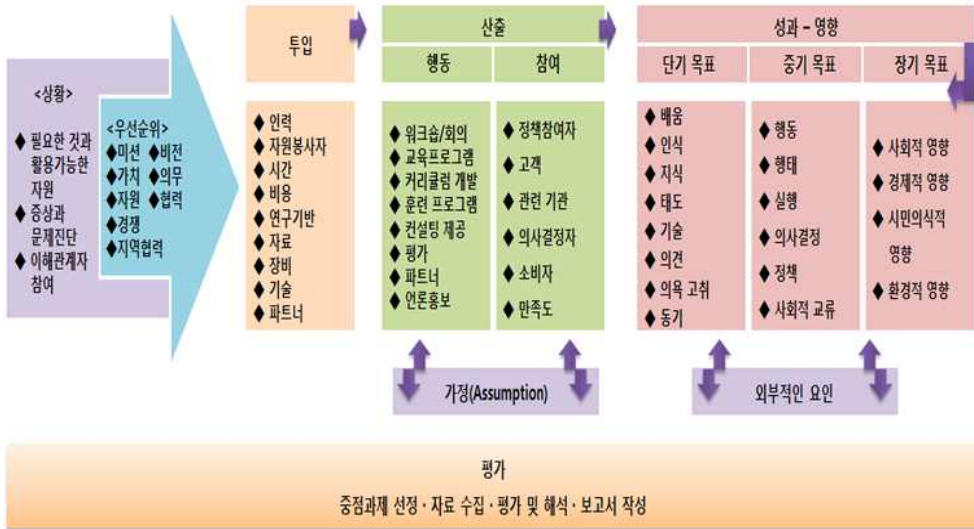 <상황>
◆ 필요한 것과
활용가능한
자원
◆ 증상과
문제진단
◆ 이해관계자
참여
<우선순위>
◆미션 ◆비전
◆가치 ◆의무
◆자원 ◆협력
◆경쟁
◆지역협력
투입
◆ 인력
◆ 자원봉사자
◆ 시간
◆ 비용
◆ 연구기반
◆ 자료
◆ 장비
◆ 기술
◆ 파트너
산출
행동
◆ 워크숍/회의
◆ 교육프로그램
◆ 커리큘럼 개발
◆ 훈련 프로그램
◆ 컨설팅 제공
◆ 평가
◆ 파트너
◆ 언론홍보
참여
◆ 정책참여자
◆ 고객
◆ 관련 기관
◆ 의사결정자
◆ 소비자
◆ 만족도
성과 – 영향
단기 목표
◆ 배움
◆ 인식
◆ 지식
◆ 태도
◆ 기술
◆ 의견
◆ 의욕 고취
◆ 동기
중기 목표
◆ 행동
◆ 행태
◆ 실행
◆ 의사결정
◆ 정책
◆ 사회적 교류
장기 목표
◆ 사회적 영향
◆ 경제적 영향
◆ 시민의식적
영향
◆ 환경적 영향
가정(Assumption)
외부적인 요인
평가
중점과제 선정 · 자료 수집 · 평가 및 해석 · 보고서 작성